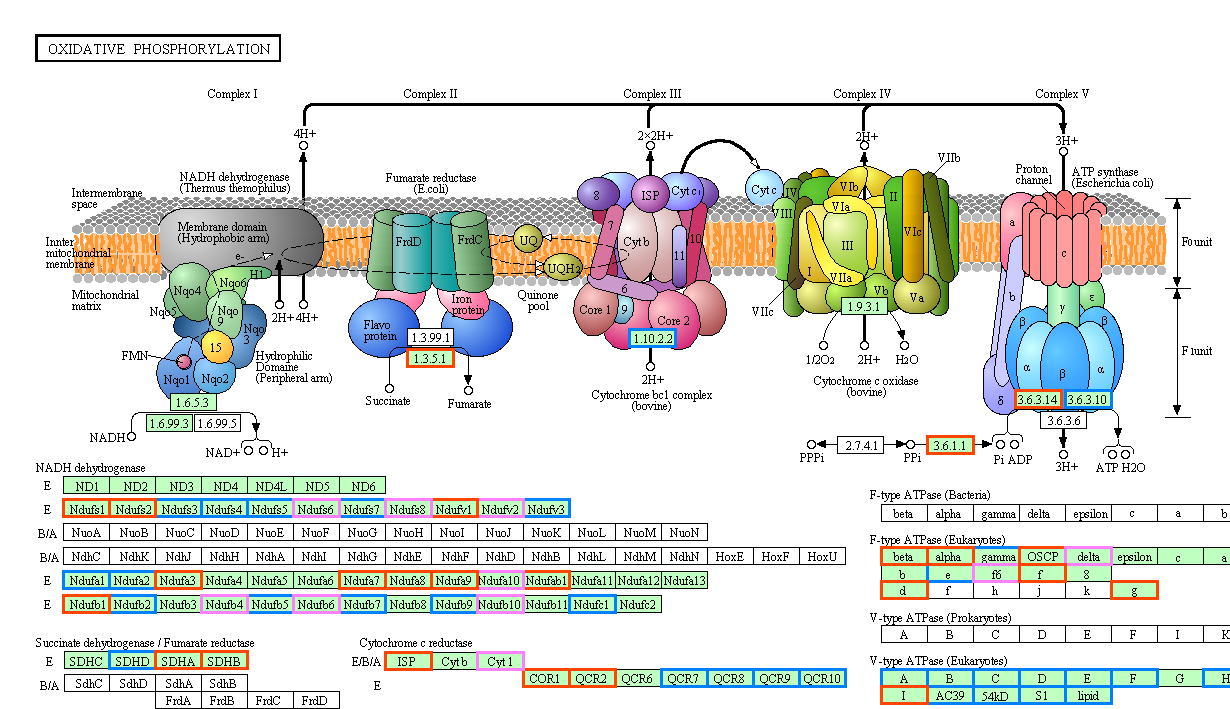 OXIDATIVE PHOSPHORYLATION
Complex I Complex II Complex III Complex IV Complex V
4H+ 2×2H+ 2H+ 3H+
NADH dehydrogenase
(Thermus themophilus)
Fumarate reductase
(E.coli)
Proton
channel
ATP synthase
(Escherichia coli)
Intermembrane
space
Innter
mitochondrial
membrane
Mitochondrial
matrix
Membrane domain
(Hydrophobic arm)
e-
H1
Nqo6
Nqo4
Nqo5
Nqo
9
Nqo
3
15
FMN
Nqo1
Nqo2
2H+ 4H+
Hydrophilic
Domaine
(Peripheral arm)
1.6.5.3
1.6.99.3 1.6.99.5
NADH
NAD+ H+
FrdD FrdC
Flavo
protein
Iron
protein
1.3.99.1
1.3.5.1
Succinate
Fumarate
UQ
UQH2
Quinone
pool
8 ISP Cyt c1
7 Cyt b 10
11
6
9
Core 1 Core 2
1.10.2.2
2H+
Cytochrome bc1 complex
(bovine)
Cyt c
VIIb
IV VIb II
VIII VIa
III VIc
I VIIa
VIIc Vb Va
1.9.3.1
1/2O2 2H+ H2O
Cytochrome c oxidase
(bovine)
a c
b γ ε
β β
α β α
δ
3.6.3.14 3.6.3.10
3.6.3.6
F0 unit
F1 unit
PPPi 2.7.4.1 PPi 3.6.1.1 Pi ADP 3H+ ATP H2O
NADH dehydrogenase
E ND1 ND2 ND3 ND4 ND4L ND5 ND6
E Ndufs1 Ndufs2 Ndufs3 Ndufs4 Ndufs5 Ndufs6 Ndufs7 Ndufs8 Ndufv1 Ndufv2 Ndufv3
B/A NuoA NuoB NuoC NuoD NuoE NuoF NuoG NuoH NuoI NuoJ NuoK NuoL NuoM NuoN
B/A NdhC NdhK NdhJ NdhH NdhA NdhI NdhG NdhE NdhF NdhD NdhB NdhL NdhM NdhN HoxE HoxF HoxU
E Ndufa1 Ndufa2 Ndufa3 Ndufa4 Ndufa5 Ndufa6 Ndufa7 Ndufa8 Ndufa9 Ndufa10 Ndufab1 Ndufa11 Ndufa12 Ndufa13
E Ndufb1 Ndufb2 Ndufb3 Ndufb4 Ndufb5 Ndufb6 Ndufb7 Ndufb8 Ndufb9 Ndufb10 Ndufb11 Ndufc1 Ndufc2
Succinate dehydrogenase / Fumarate reductase
E SDHC SDHD SDHA SDHB
B/A SdhC SdhD SdhA SdhB
FrdA FrdB FrdC FrdD
Cytochrome c reductase
E/B/A ISP Cyt b Cyt 1
E COR1 QCR2 QCR6 QCR7 QCR8 QCR9 QCR10
F-type ATPase (Bacteria)
beta alpha gamma delta epsilon c a b
F-type ATPase (Eukaryotes)
beta alpha gamma OSCP delta epsilon c a
b e f6 f 8
d f h j k g
V-type ATPase (Prokaryotes)
A B C D E F I K
V-type ATPase (Eukaryotes)
A B C D E F G H
I AC39 54kD S1 lipid